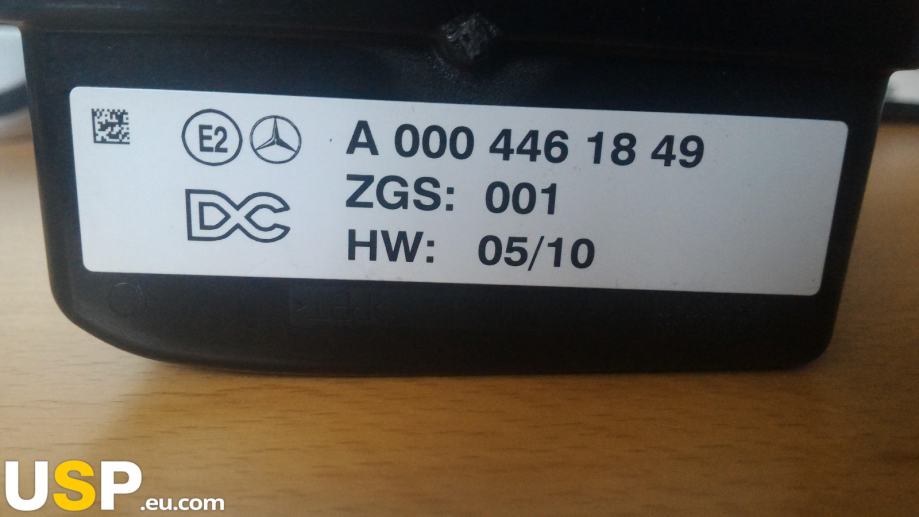 E2 A 000 446 18 49
DC ZGS: 001
HW: 05/10
USP.eu.com